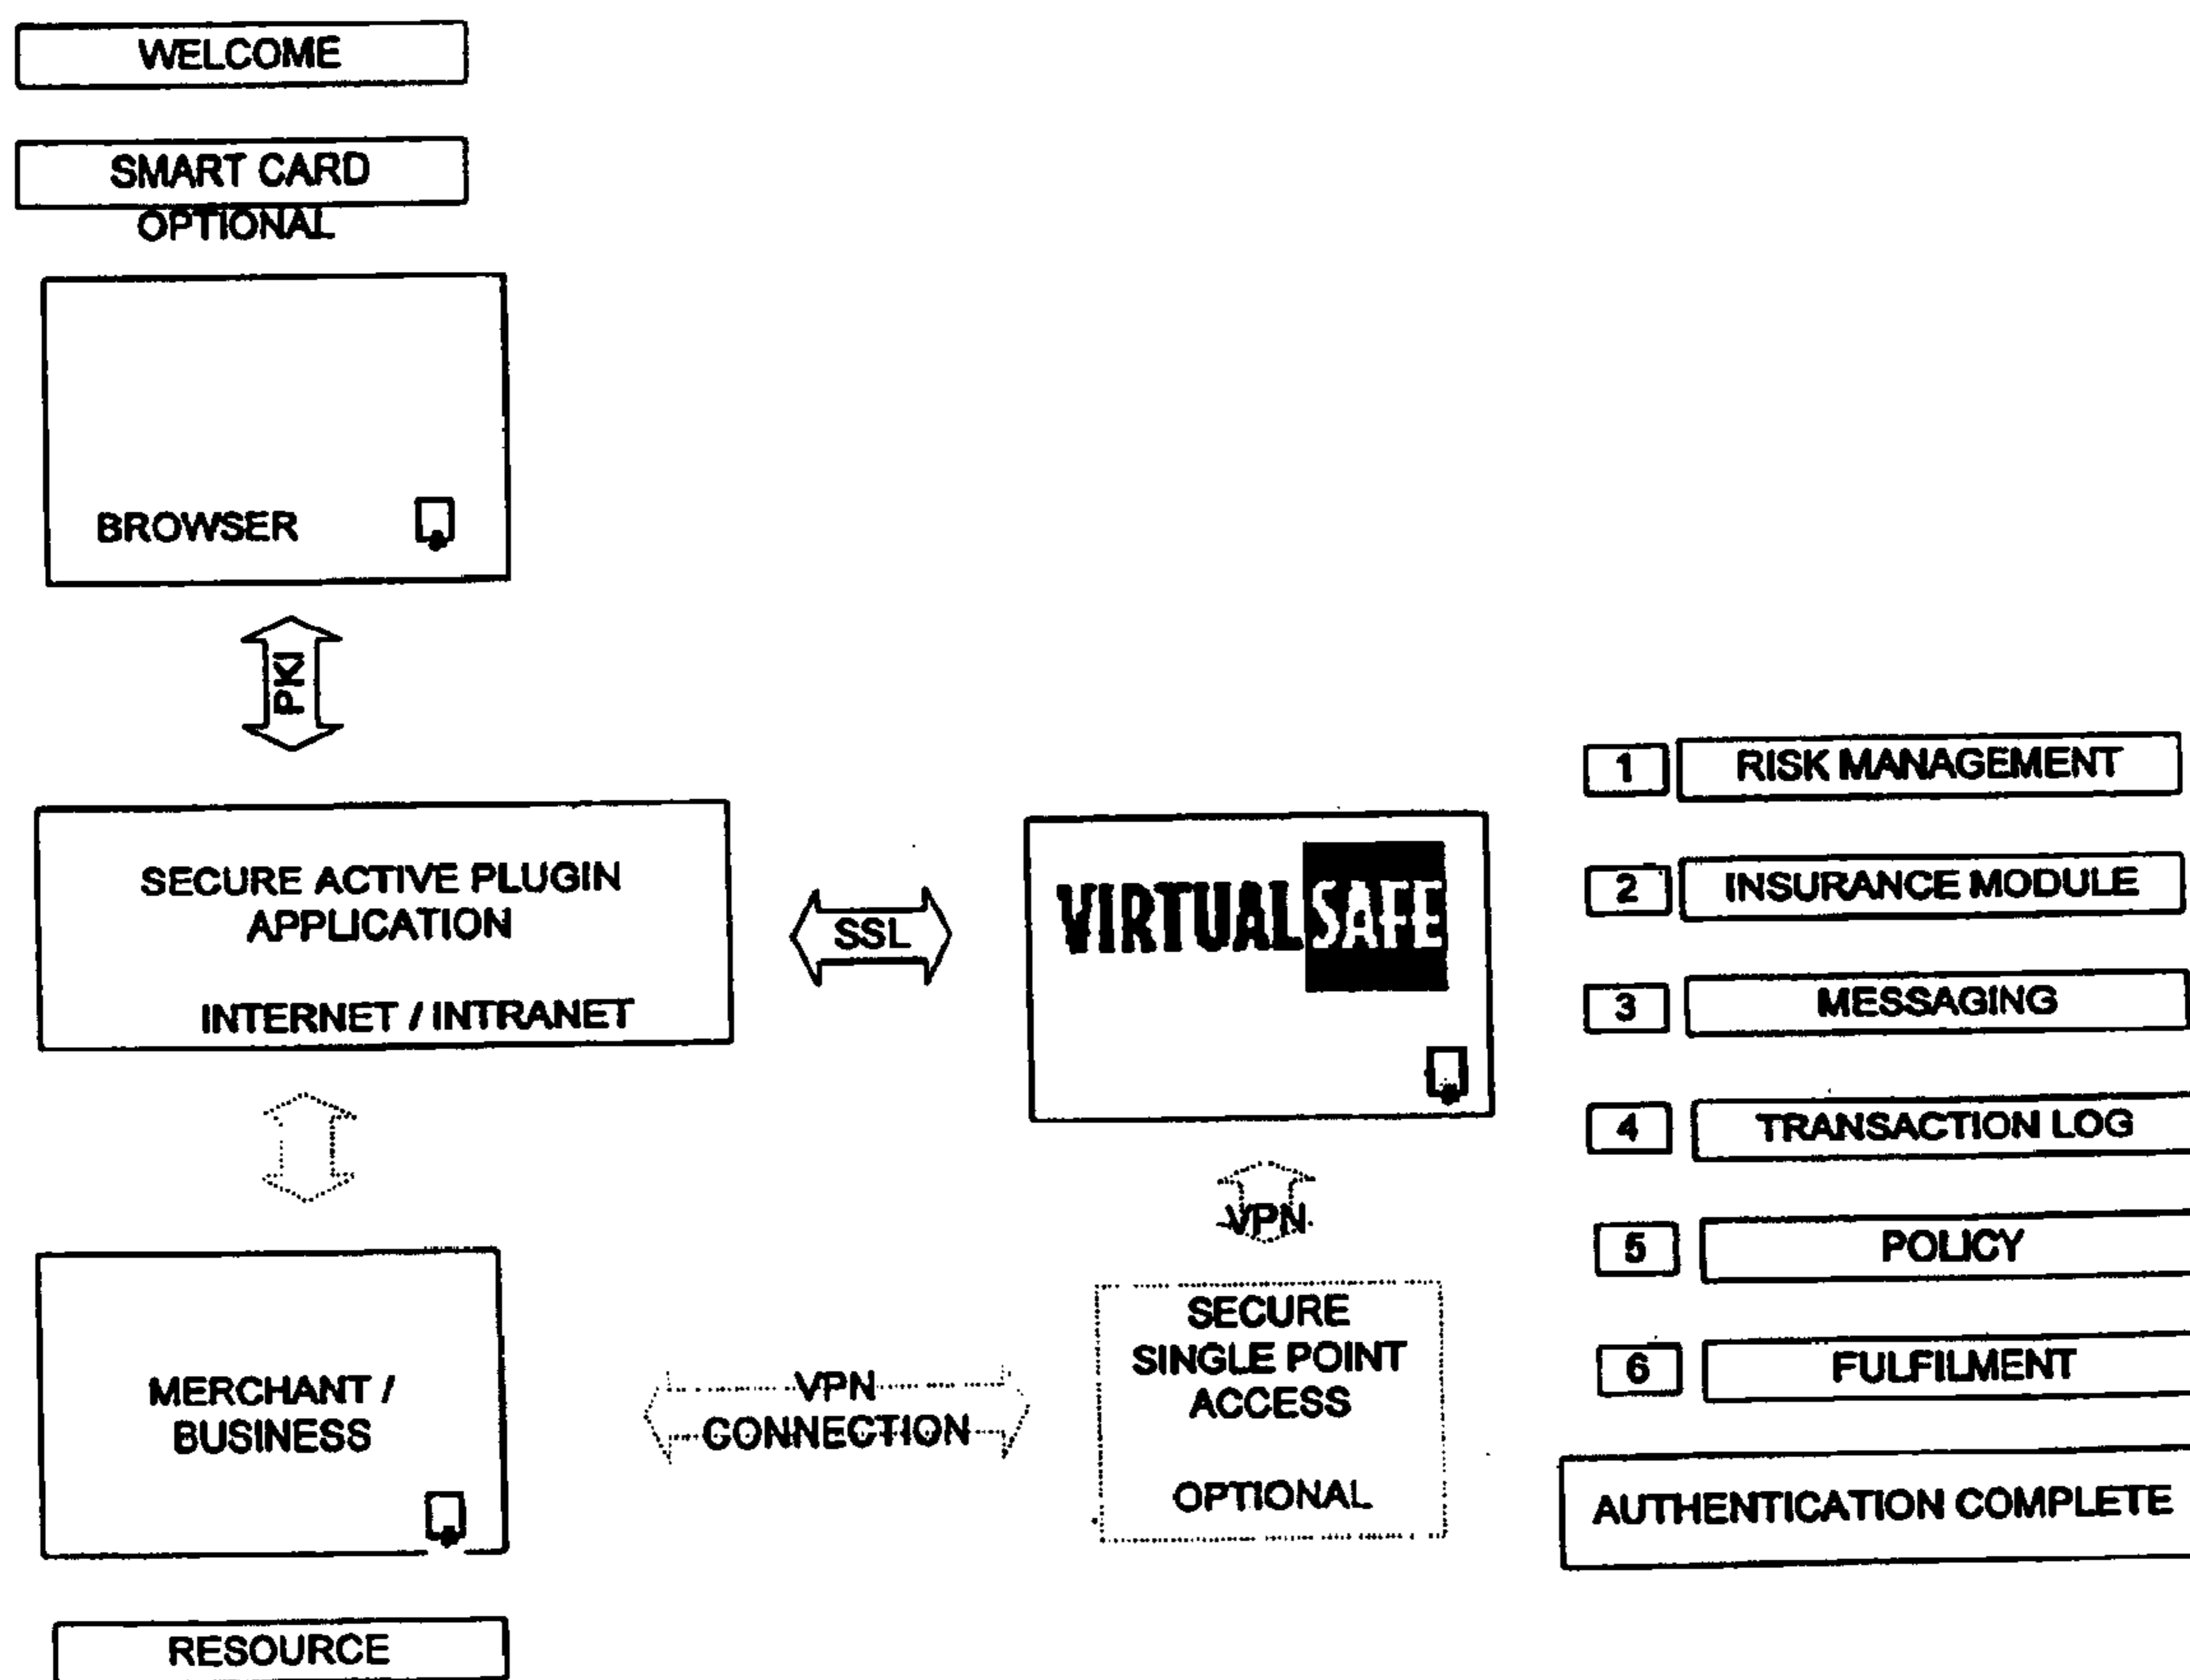 WELCOME
SMART CARD
OPTIONAL
BROWSER
PKI
SECURE ACTIVE PLUGIN
APPLICATION
INTERNET / INTRANET
SSL
VIRTUALSAFE
VPN
MERCHANT /
BUSINESS
VPN
CONNECTION
SECURE
SINGLE POINT
ACCESS
OPTIONAL
RESOURCE
1 RISK MANAGEMENT
2 INSURANCE MODULE
3 MESSAGING
4 TRANSACTION LOG
5 POLICY
6 FULFILMENT
AUTHENTICATION COMPLETE